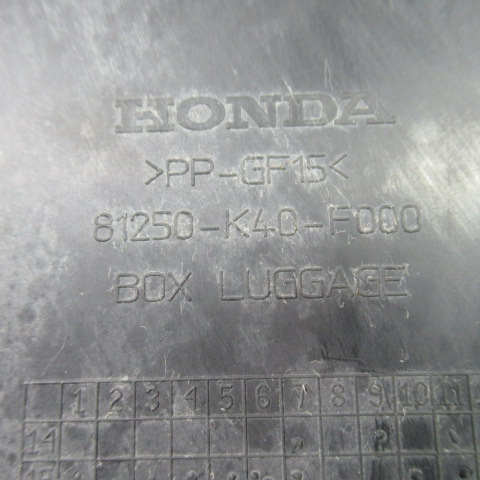 HONDA
>PP-GF15<
81250-K40-F000
BOX LUGGAGE
1 2 3 4 5 6 7 8 9 10 11
14